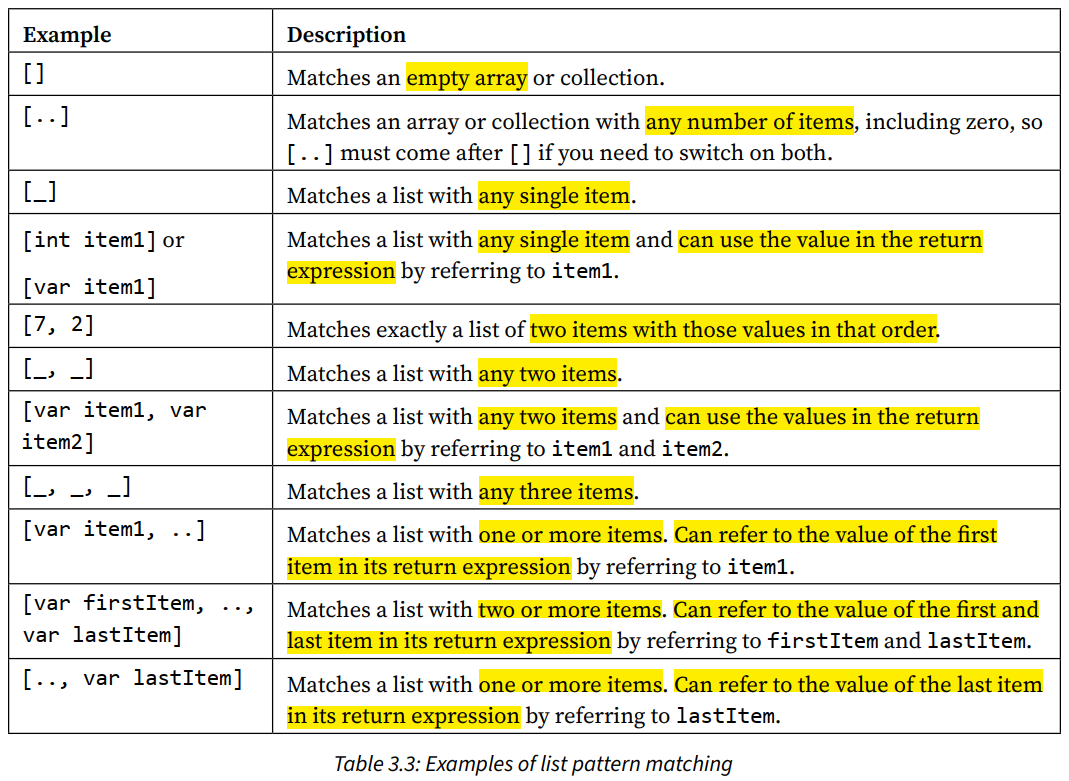 Example Description
[] Matches an empty array or collection.
[..] Matches an array or collection with any number of items, including zero, so
[..] must come after [] if you need to switch on both.
[_] Matches a list with any single item.
[int item1] or Matches a list with any single item and can use the value in the return
[var item1] expression by referring to item1.
[7, 2] Matches exactly a list of two items with those values in that order.
[_, _] Matches a list with any two items.
[var item1, var Matches a list with any two items and can use the values in the return
item2] expression by referring to item1 and item2.
[_, _, _] Matches a list with any three items.
[var item1, ..] Matches a list with one or more items. Can refer to the value of the first
item in its return expression by referring to item1.
[var firstItem, .., Matches a list with two or more items. Can refer to the value of the first and
var lastItem] last item in its return expression by referring to firstItem and lastItem.
[.., var lastItem] Matches a list with one or more items. Can refer to the value of the last item
in its return expression by referring to lastItem.
Table 3.3: Examples of list pattern matching